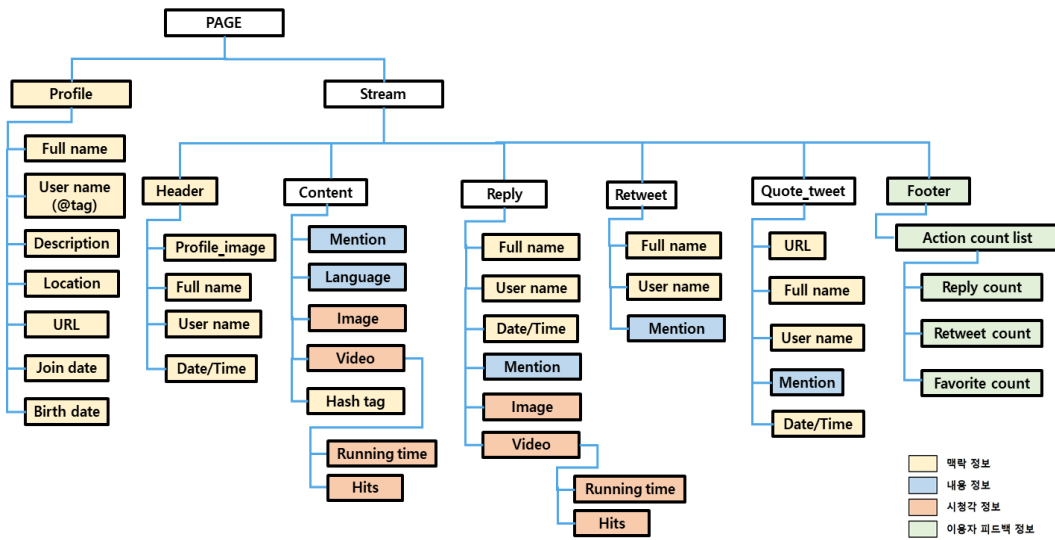 PAGE
Profile
Stream
Full name
User name
(@tag)
Description
Location
URL
Join date
Birth date
Header
Profile_image
Full name
User name
Date/Time
Content
Mention
Language
Image
Video
Hash tag
Running time
Hits
Reply
Full name
User name
Date/Time
Mention
Image
Video
Running time
Hits
Retweet
Full name
User name
Mention
Quote_tweet
URL
Full name
User name
Mention
Date/Time
Footer
Action count list
Reply count
Retweet count
Favorite count
맥락 정보
내용 정보
시청각 정보
이용자 피드백 정보